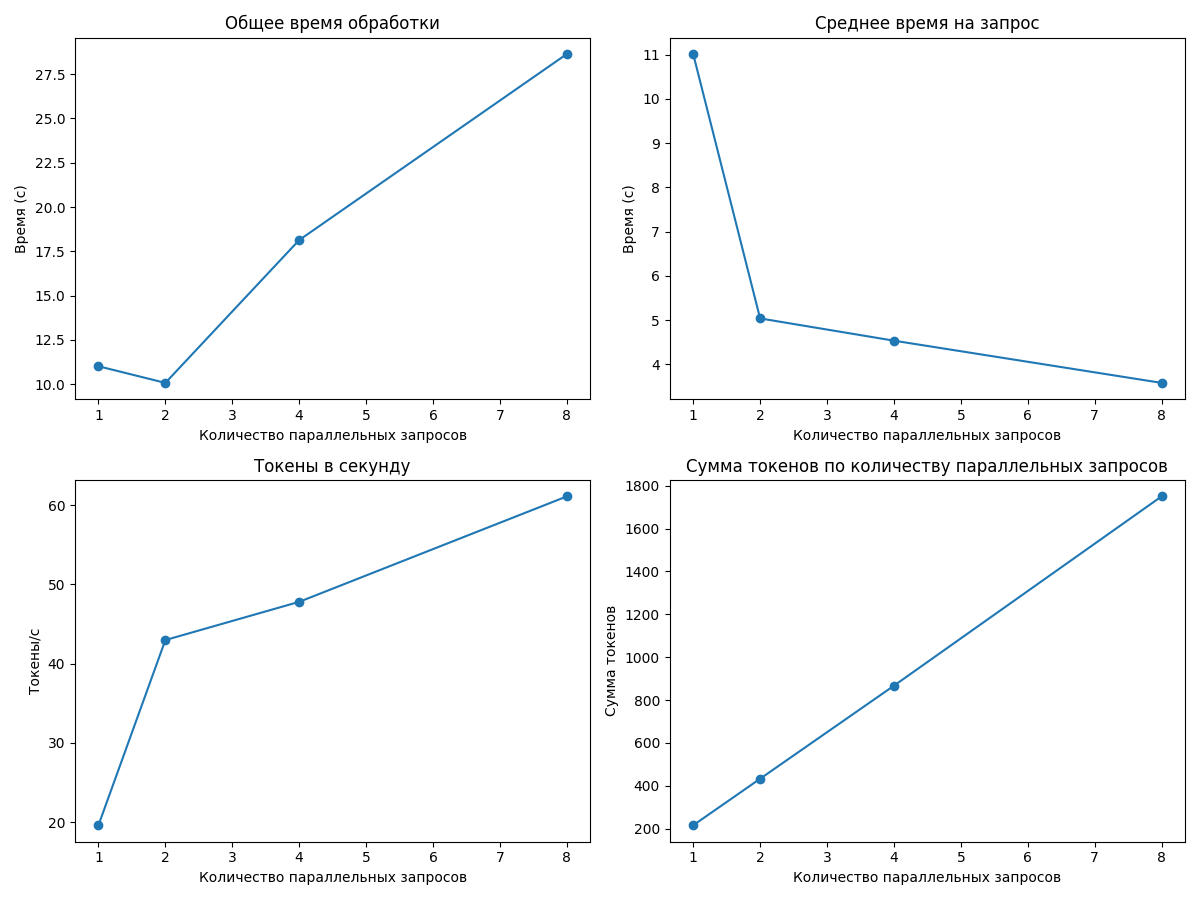 Общее время обработки
Время (с)
27.5
25.0
22.5
20.0
17.5
15.0
12.5
10.0
1 2 3 4 5 6 7 8
Количество параллельных запросов
Среднее время на запрос
Время (с)
11
10
9
8
7
6
5
4
1 2 3 4 5 6 7 8
Количество параллельных запросов
Токены в секунду
Токены/с
60
50
40
30
20
1 2 3 4 5 6 7 8
Количество параллельных запросов
Сумма токенов по количеству параллельных запросов
Сумма токенов
1800
1600
1400
1200
1000
800
600
400
200
1 2 3 4 5 6 7 8
Количество параллельных запросов